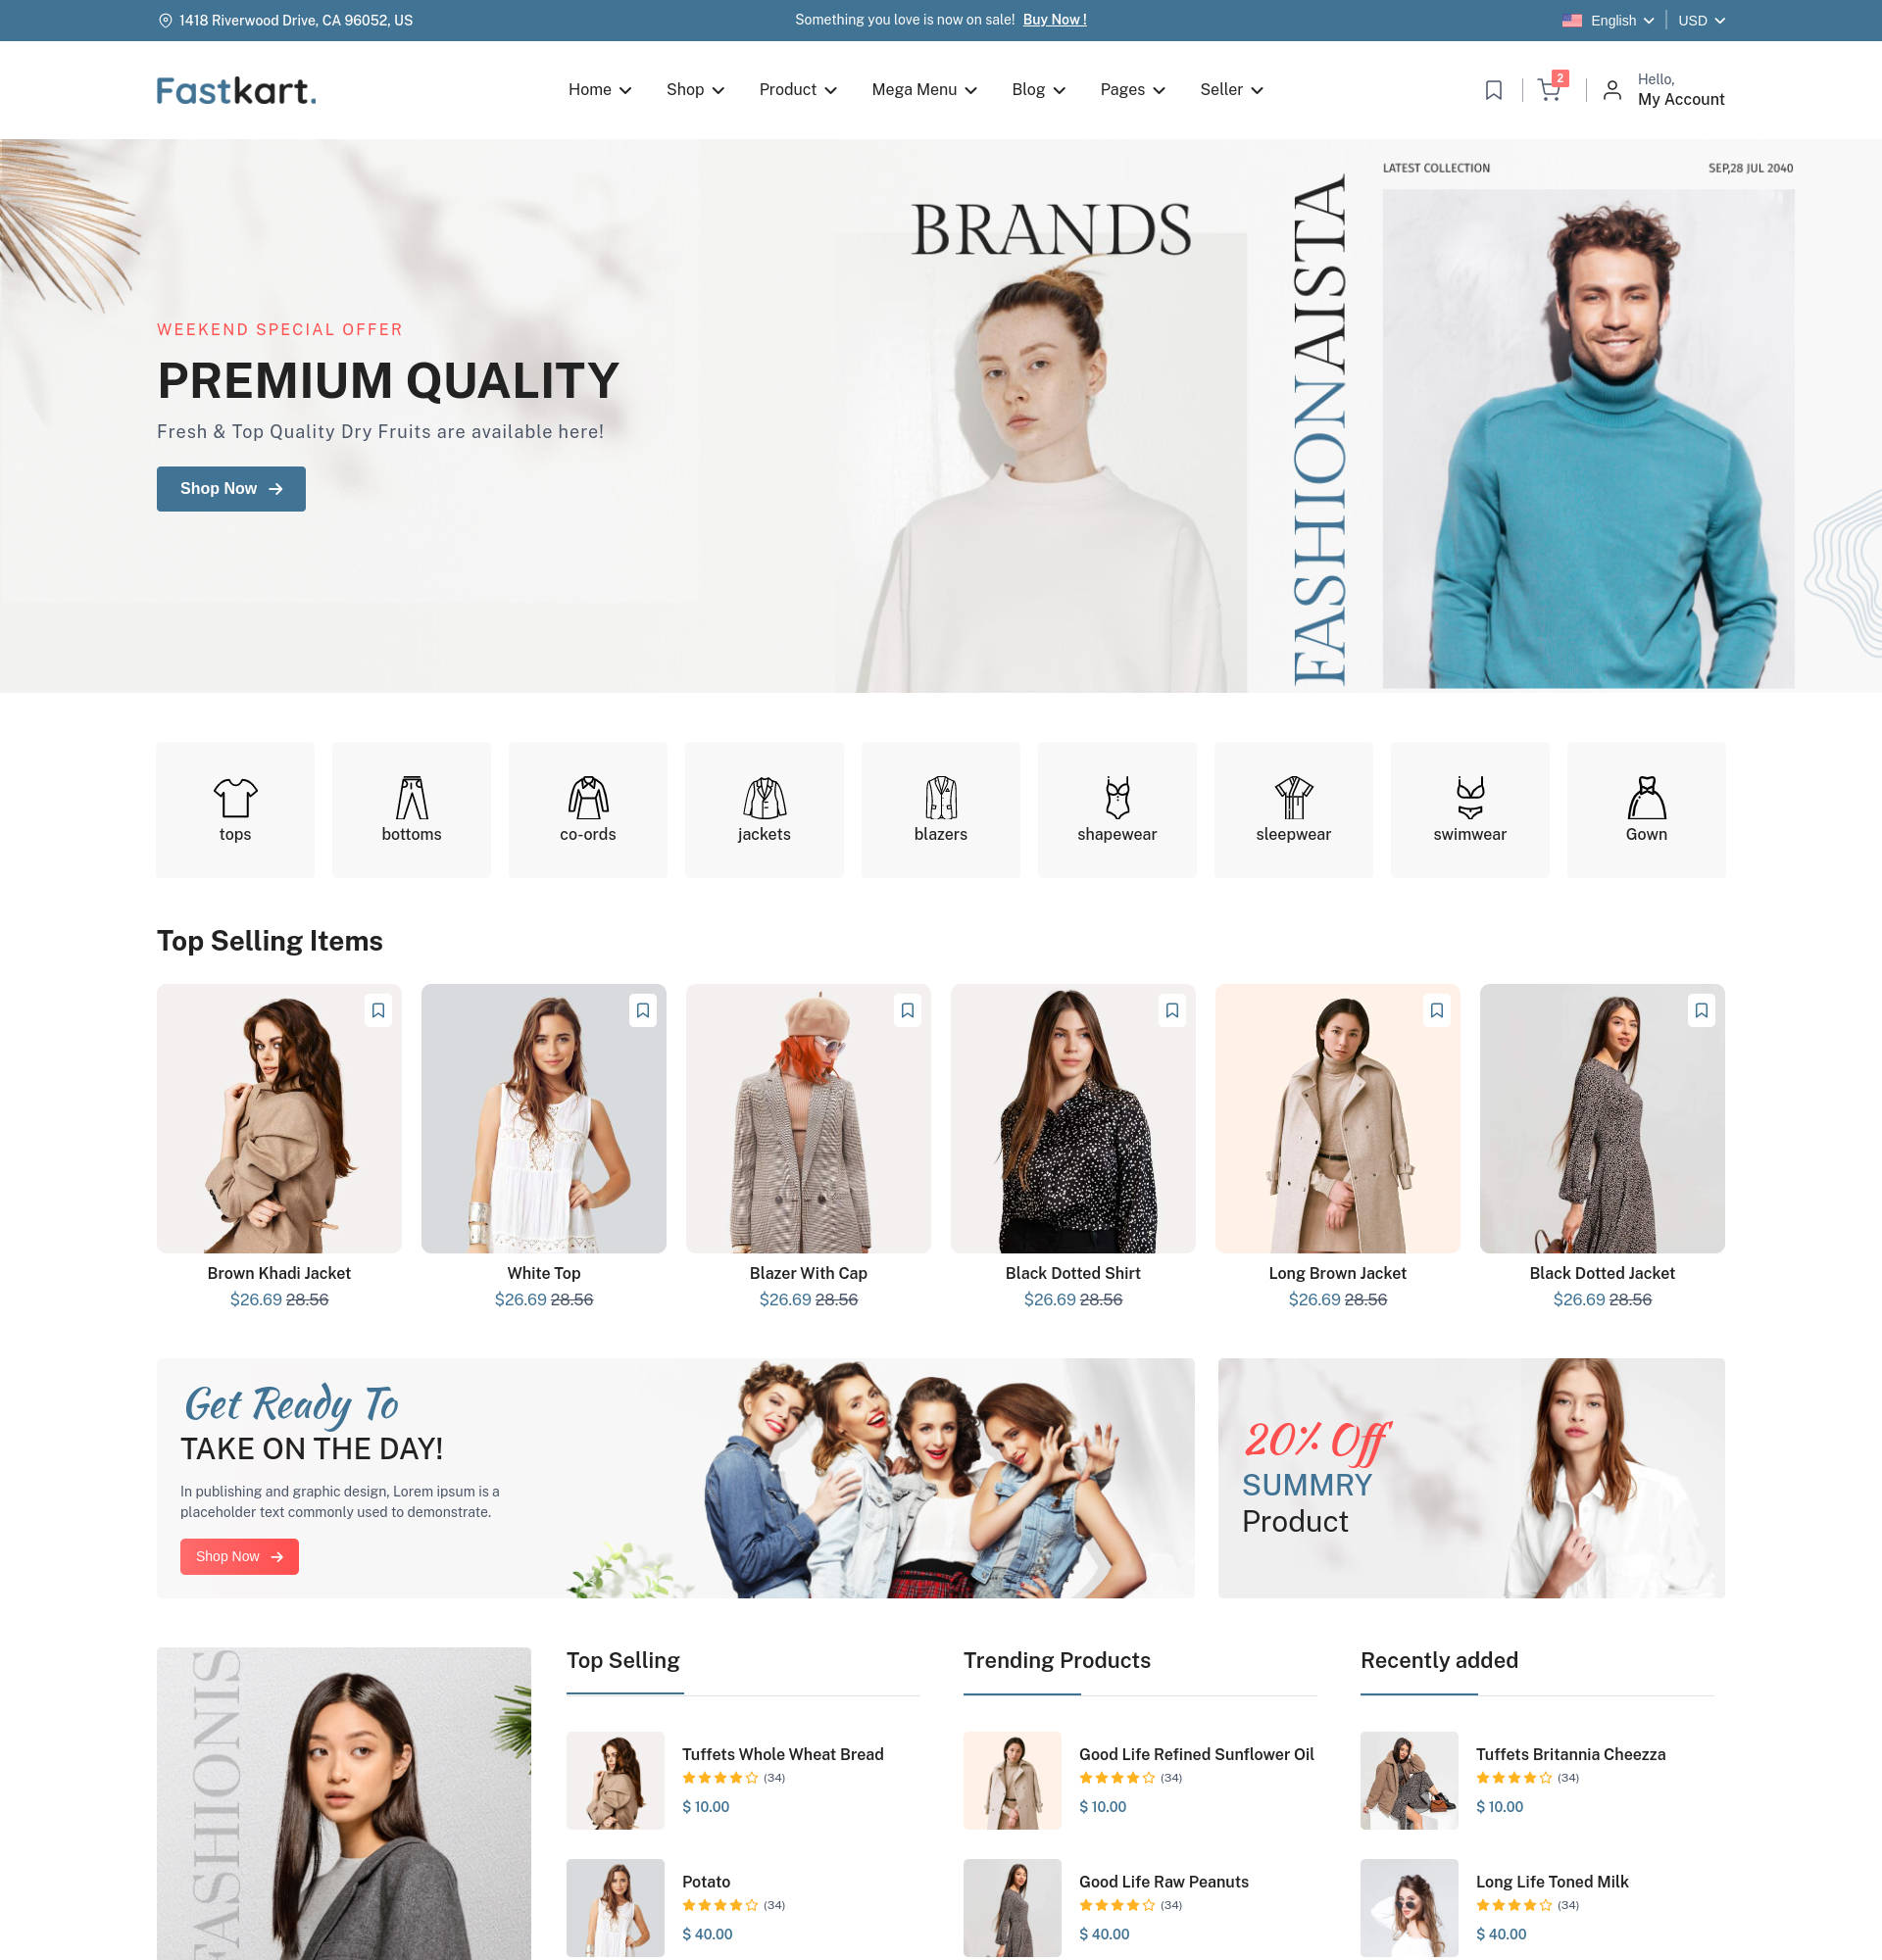 1418 Riverwood Drive, CA 96052, US
Something you love is now on sale! Buy Now !
English
USD
Fastkart.
Home
Shop
Product
Mega Menu
Blog
Pages
Seller
2
Hello,
My Account
LATEST COLLECTION
SEP,28 JUL 2040
BRANDS
FASHIONAISTA
WEEKEND SPECIAL OFFER
PREMIUM QUALITY
Fresh & Top Quality Dry Fruits are available here!
Shop Now
tops
bottoms
co-ords
jackets
blazers
shapewear
sleepwear
swimwear
Gown
Top Selling Items
Brown Khadi Jacket
$26.69 28.56
White Top
$26.69 28.56
Blazer With Cap
$26.69 28.56
Black Dotted Shirt
$26.69 28.56
Long Brown Jacket
$26.69 28.56
Black Dotted Jacket
$26.69 28.56
Get Ready To
TAKE ON THE DAY!
In publishing and graphic design, Lorem ipsum is a
placeholder text commonly used to demonstrate.
Shop Now
20% Off
SUMMRY
Product
FASHIONIS
Top Selling
Tuffets Whole Wheat Bread
(34)
$ 10.00
Potato
(34)
$ 40.00
Trending Products
Good Life Refined Sunflower Oil
(34)
$ 10.00
Good Life Raw Peanuts
(34)
$ 40.00
Recently added
Tuffets Britannia Cheezza
(34)
$ 10.00
Long Life Toned Milk
(34)
$ 40.00